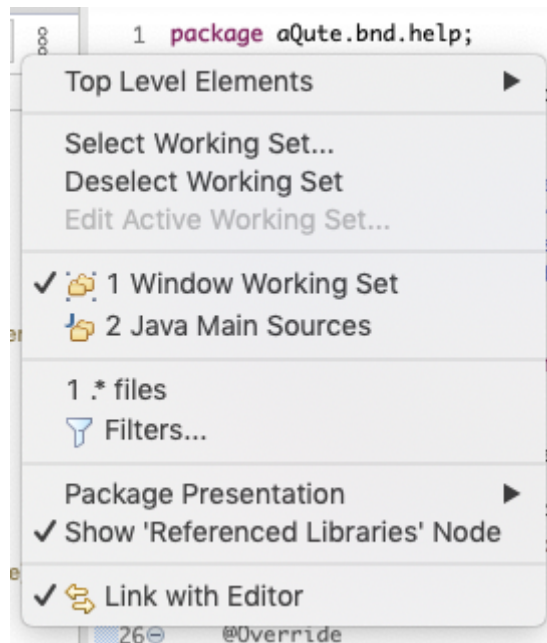 1 package aQute.bnd.help;
Top Level Elements
Select Working Set...
Deselect Working Set
Edit Active Working Set...
1 Window Working Set
2 Java Main Sources
1 .* files
Filters...
Package Presentation
Show 'Referenced Libraries' Node
Link with Editor
26 @Override